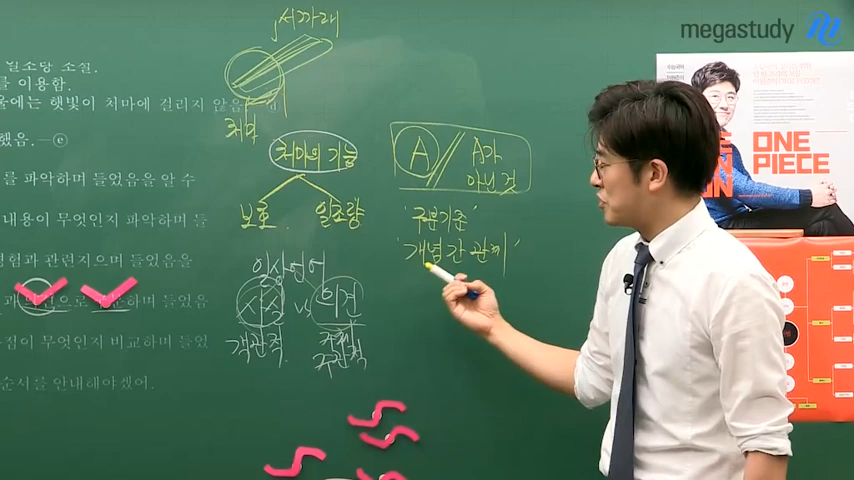 megastudy
서까래
처마
처마의 기능
보호
일조량
A
A가
아닌 것
'구분기준'
'개념 간 관계'
일상언어
사실 vs 의견
객관적
주관적
일조량 소설.
를 이용함.
울에는 햇빛이 처마에 걸리지 않음
했음. ─ⓔ
를 파악하며 들었음을 알 수
내용이 무엇인지 파악하며 들
경험과 관련지으며 들었음을
하며 들었음
점이 무엇인지 비교하며 들었
순서를 안내해야겠어.
ONE
PIECE